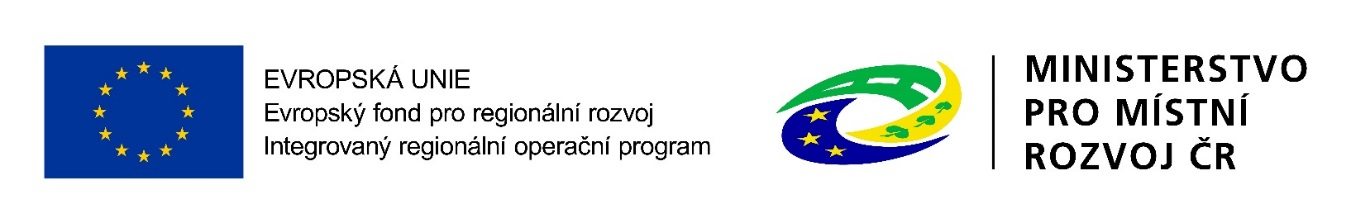 EVROPSKÁ UNIE
Evropský fond pro regionální rozvoj
Integrovaný regionální operační program
MINISTERSTVO
PRO MÍSTNÍ
ROZVOJ ČR